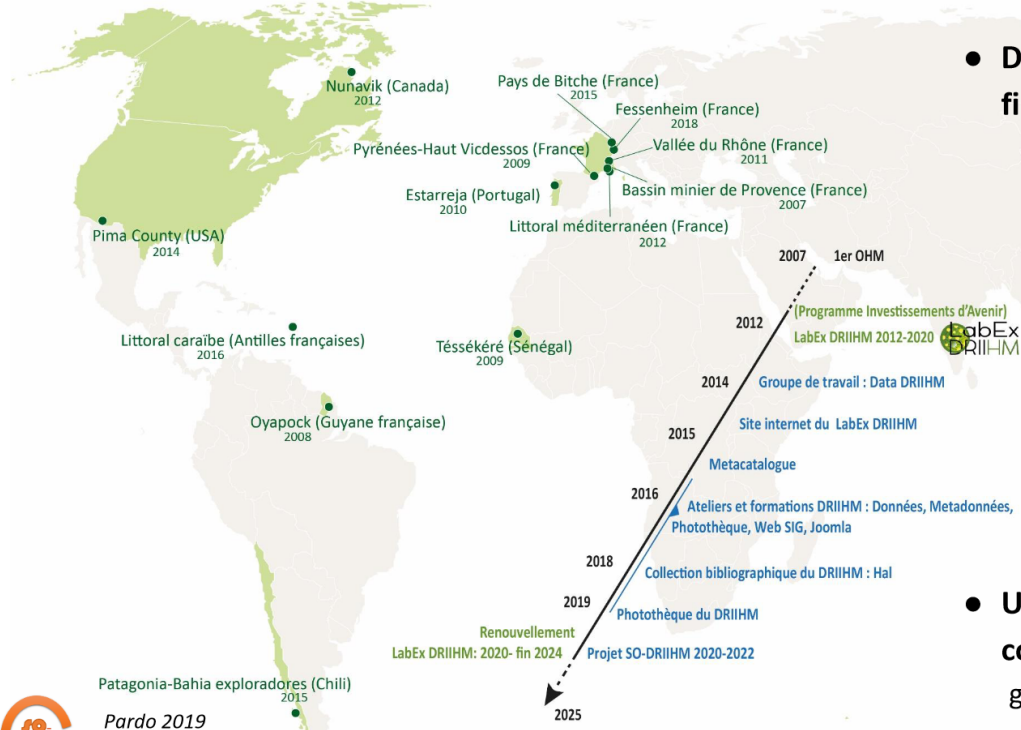 Nunavik (Canada)
2012
Pays de Bitche (France)
2015
Fessenheim (France)
2018
Pyrénées-Haut Vicdessos (France)
2009
Vallée du Rhône (France)
2011
Estarreja (Portugal)
2010
Bassin minier de Provence (France)
2007
Littoral méditerranéen (France)
2012
Pima County (USA)
2014
Littoral caraïbe (Antilles françaises)
2016
Téssékéré (Sénégal)
2009
Oyapock (Guyane française)
2008
Patagonia-Bahia exploradores (Chili)
2015
Pardo 2019
2007 1er OHM
(Programme Investissements d'Avenir)
2012
LabEx DRIIHM 2012-2020
LabEx
DRIIHM
2014
Groupe de travail : Data DRIIHM
Site internet du LabEx DRIIHM
2015
Metacatalogue
2016
Ateliers et formations DRIIHM : Données, Metadonnées,
Photothèque, Web SIG, Joomla
2018
Collection bibliographique du DRIIHM : Hal
2019
Photothèque du DRIIHM
Renouvellement
LabEx DRIIHM: 2020- fin 2024
Projet SO-DRIIHM 2020-2022
2025
• D
fi
• U
co
g